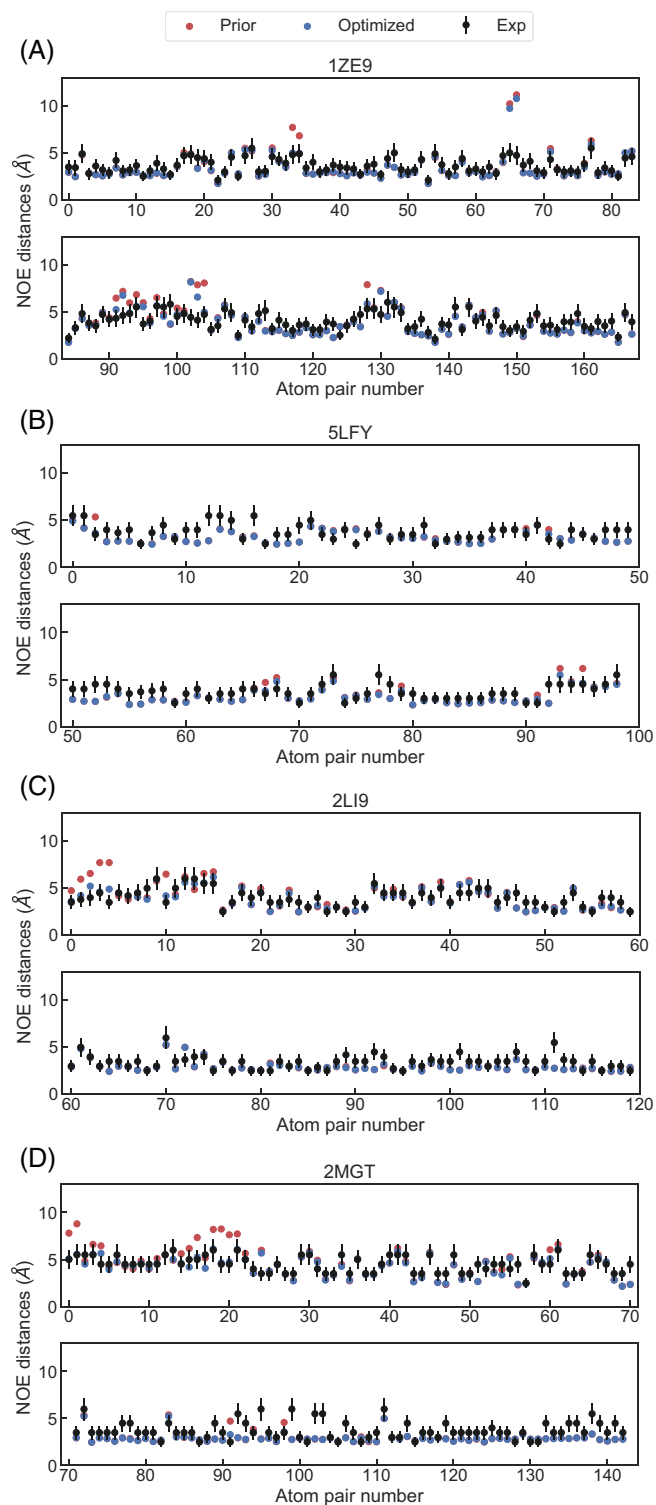 Prior Optimized Exp
(A)
1ZE9
10
5
0
0 10 20 30 40 50 60 70 80
10
5
0
90 100 110 120 130 140 150 160
NOE distances (Å)
Atom pair number
(B)
5LFY
10
5
0
0 10 20 30 40 50
10
5
0
50 60 70 80 90 100
NOE distances (Å)
Atom pair number
(C)
2LI9
10
5
0
0 10 20 30 40 50 60
10
5
0
60 70 80 90 100 110 120
NOE distances (Å)
Atom pair number
(D)
2MGT
10
5
0
0 10 20 30 40 50 60 70
10
5
0
70 80 90 100 110 120 130 140
NOE distances (Å)
Atom pair number